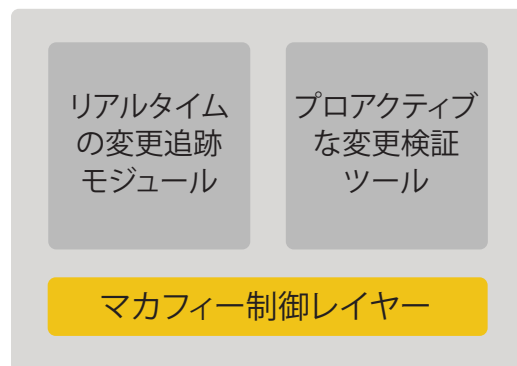 リアルタイム
の変更追跡
モジュール
プロアクティブ
な変更検証
ツール
マカフィー制御レイヤー